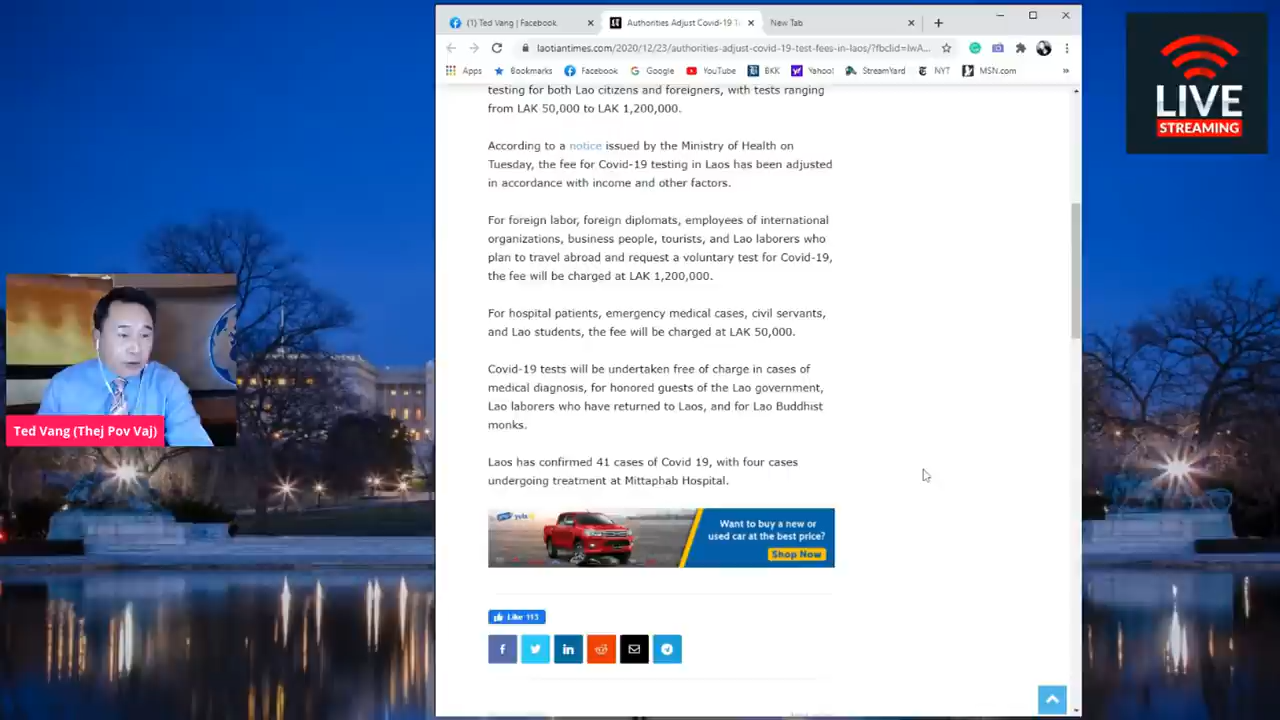 (1) Ted Vang | Facebook
Authorities Adjust Covid-19 T
New Tab
laotiantimes.com/2020/12/23/authorities-adjust-covid-19-test-fees-in-laos/?fbclid=IwA...
Apps
Bookmarks
Facebook
Google
YouTube
BKK
Yahoo!
StreamYard
NYT
MSN.com
LIVE
STREAMING
testing for both Lao citizens and foreigners, with tests ranging
from LAK 50,000 to LAK 1,200,000.
According to a notice issued by the Ministry of Health on
Tuesday, the fee for Covid-19 testing in Laos has been adjusted
in accordance with income and other factors.
For foreign labor, foreign diplomats, employees of international
organizations, business people, tourists, and Lao laborers who
plan to travel abroad and request a voluntary test for Covid-19,
the fee will be charged at LAK 1,200,000.
For hospital patients, emergency medical cases, civil servants,
and Lao students, the fee will be charged at LAK 50,000.
Covid-19 tests will be undertaken free of charge in cases of
medical diagnosis, for honored guests of the Lao government,
Lao laborers who have returned to Laos, and for Lao Buddhist
monks.
Laos has confirmed 41 cases of Covid 19, with four cases
undergoing treatment at Mittaphab Hospital.
Ted Vang (Thej Pov Vaj)
Want to buy a new or
used car at the best price?
Shop Now
Like 113